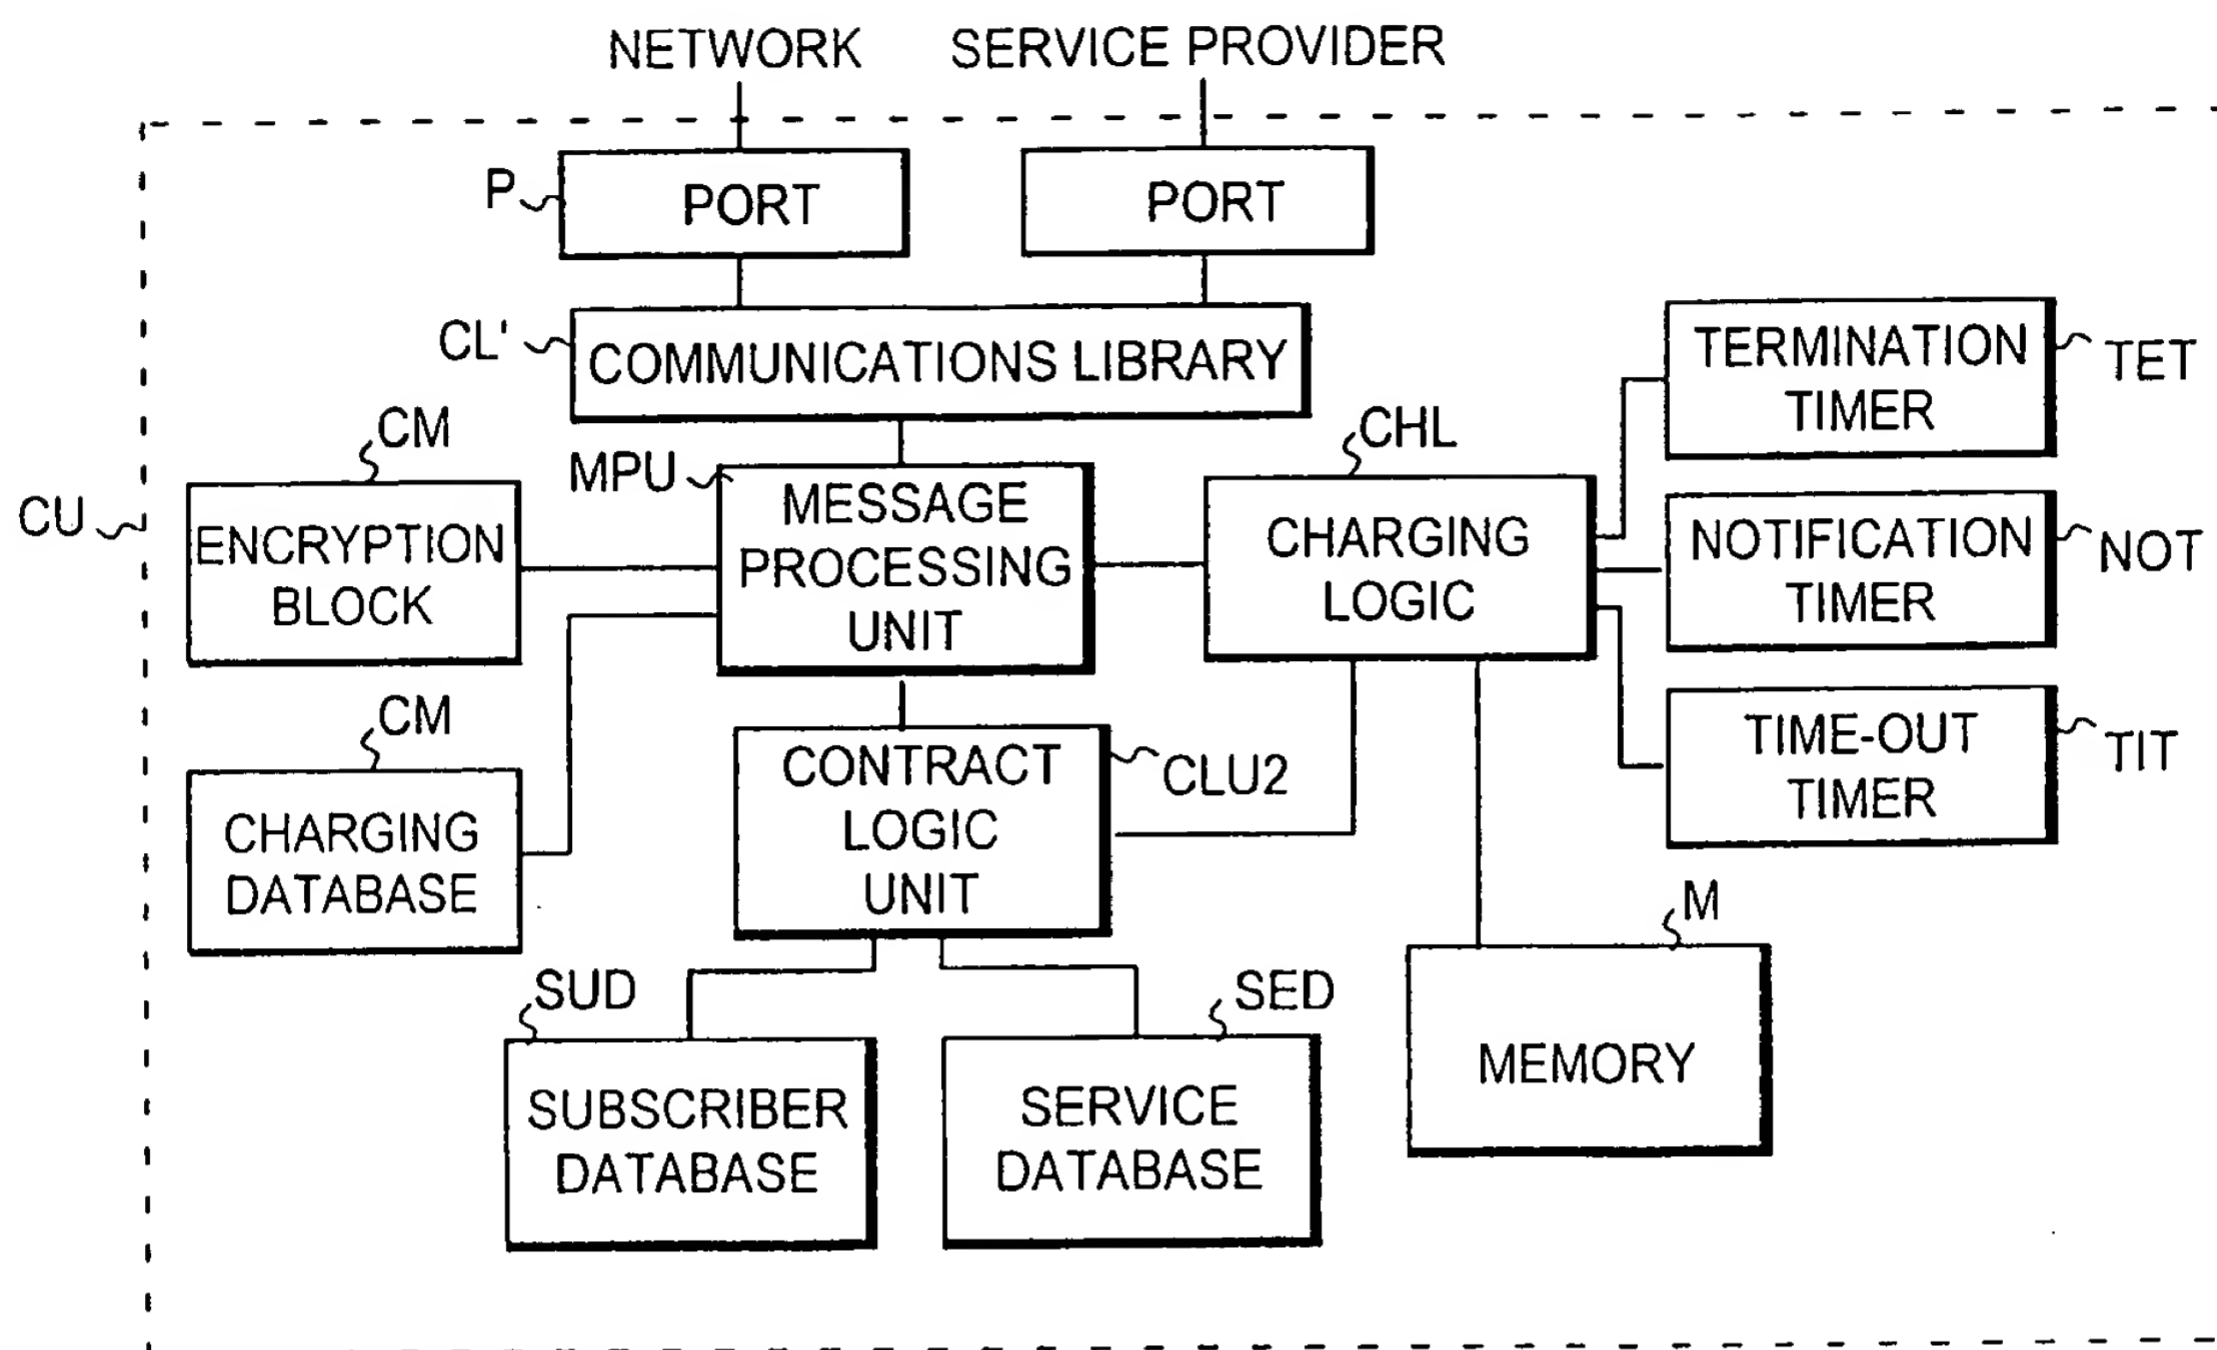 NETWORK
SERVICE PROVIDER
P
PORT
PORT
CL'
COMMUNICATIONS LIBRARY
TERMINATION
TIMER
TET
CM
MPU
CHL
CU
ENCRYPTION
BLOCK
MESSAGE
PROCESSING
UNIT
CHARGING
LOGIC
NOTIFICATION
TIMER
NOT
CM
CHARGING
DATABASE
CONTRACT
LOGIC
UNIT
CLU2
TIME-OUT
TIMER
TIT
M
SUD
SED
SUBSCRIBER
DATABASE
SERVICE
DATABASE
MEMORY